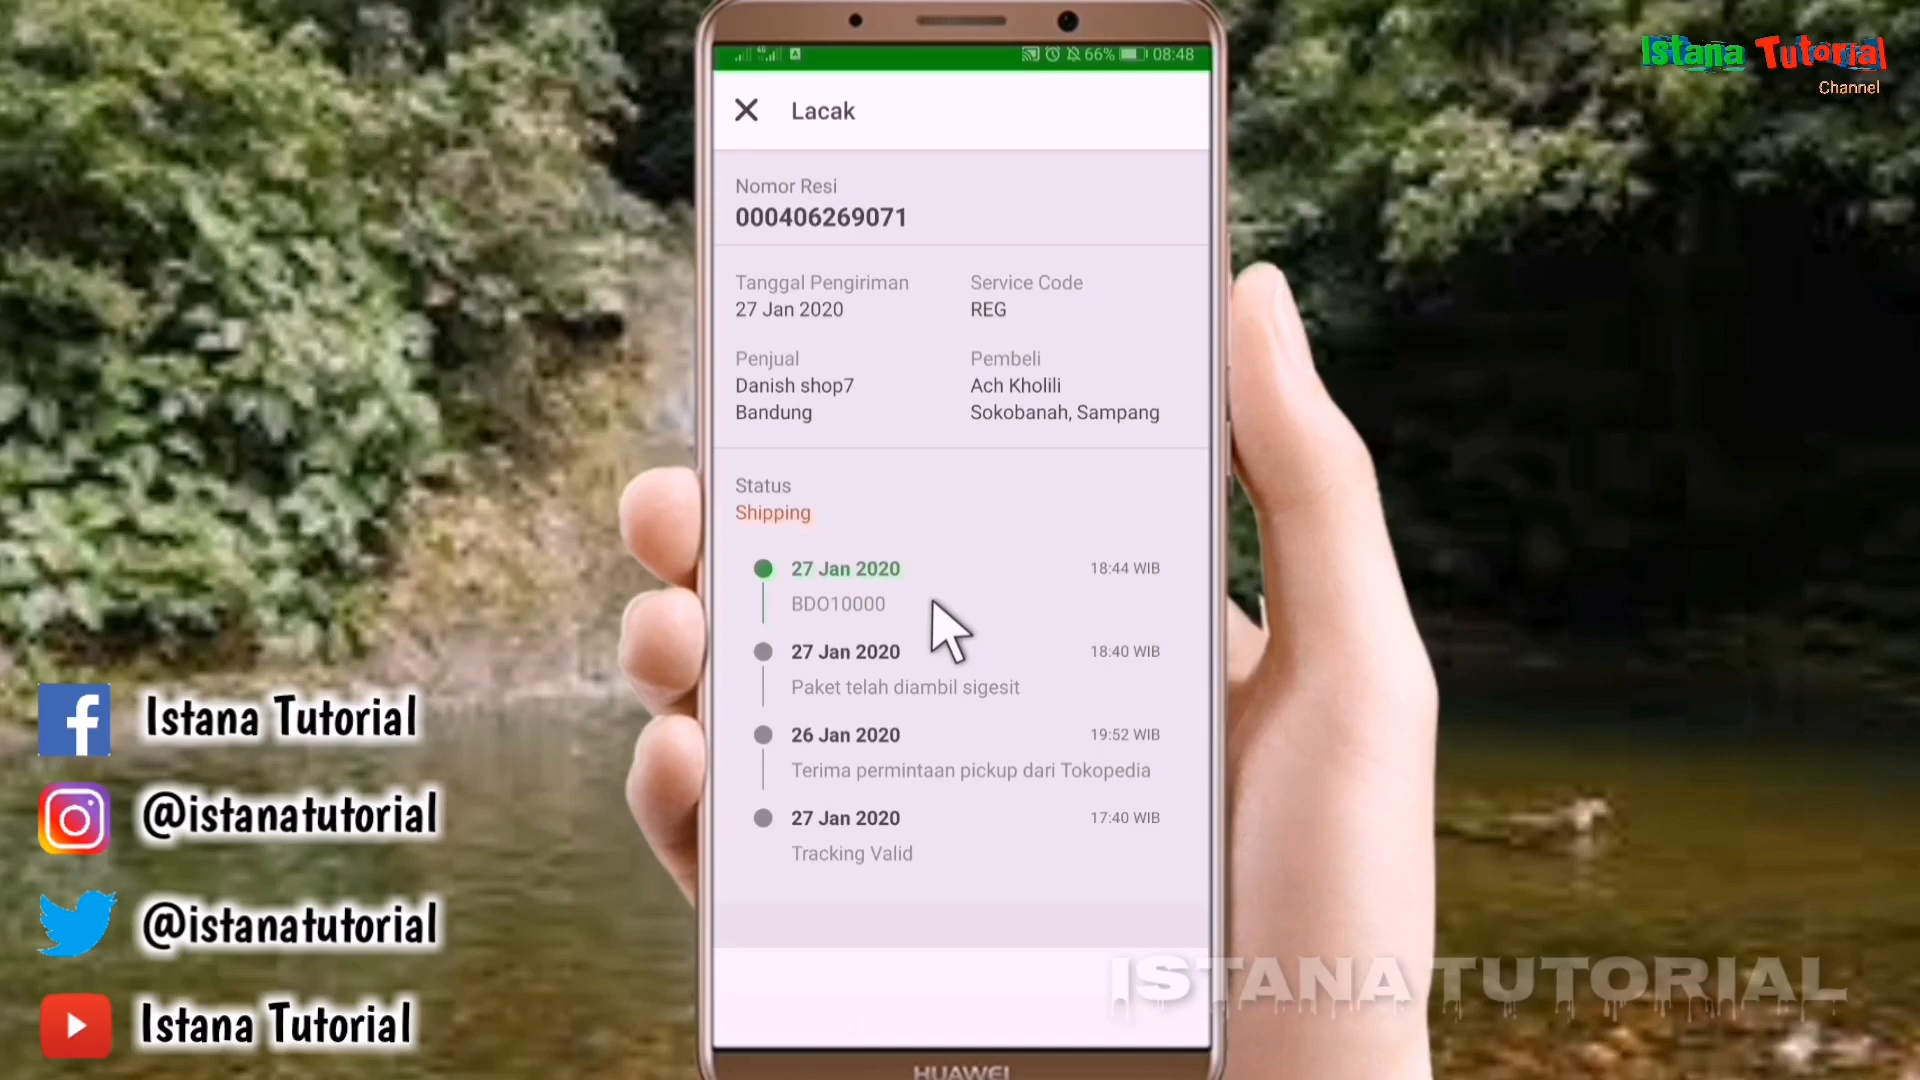 Istana Tutorial
Channel
4G
A
66%
08:48
Lacak
Nomor Resi
000406269071
Tanggal Pengiriman
27 Jan 2020
Service Code
REG
Penjual
Danish shop7
Bandung
Pembeli
Ach Kholili
Sokobanah, Sampang
Status
Shipping
27 Jan 2020
18:44 WIB
BDO10000
27 Jan 2020
18:40 WIB
Paket telah diambil sigesit
26 Jan 2020
19:52 WIB
Terima permintaan pickup dari Tokopedia
27 Jan 2020
17:40 WIB
Tracking Valid
Istana Tutorial
@istanatutorial
@istanatutorial
Istana Tutorial
ISTANA TUTORIAL
HUAWEI